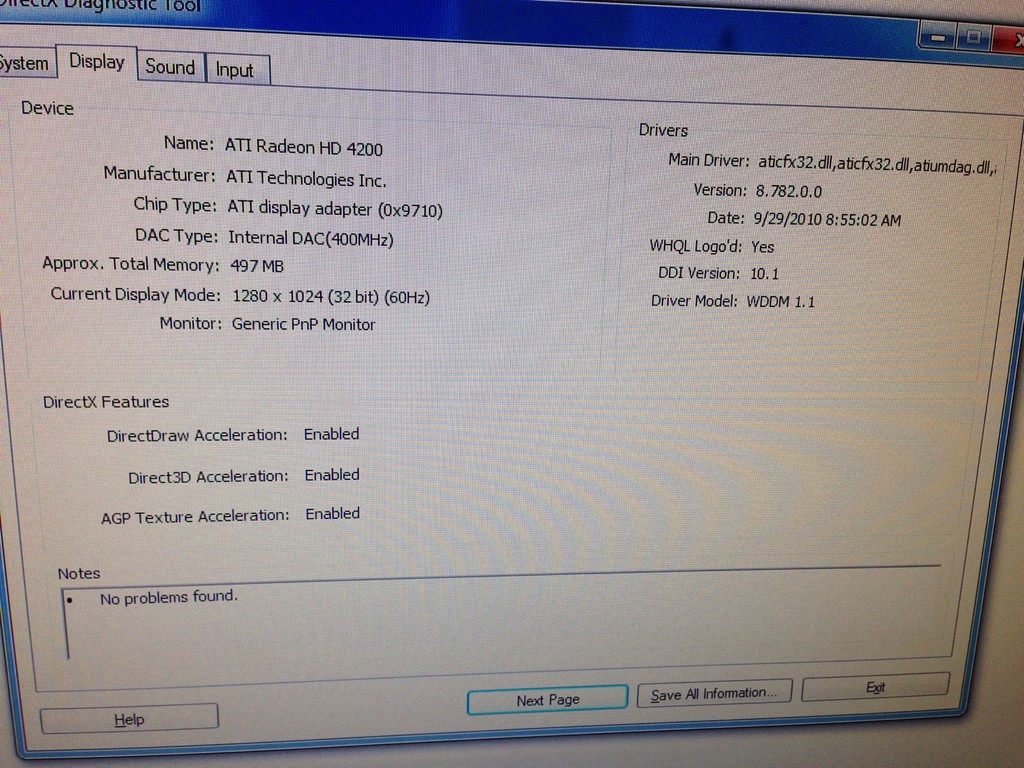 DirectX Diagnostic Tool
System Display Sound Input
Device
Name: ATI Radeon HD 4200
Manufacturer: ATI Technologies Inc.
Chip Type: ATI display adapter (0x9710)
DAC Type: Internal DAC(400MHz)
Approx. Total Memory: 497 MB
Current Display Mode: 1280 x 1024 (32 bit) (60Hz)
Monitor: Generic PnP Monitor
Drivers
Main Driver: aticfx32.dll,aticfx32.dll,atiumdag.dll,
Version: 8.782.0.0
Date: 9/29/2010 8:55:02 AM
WHQL Logo'd: Yes
DDI Version: 10.1
Driver Model: WDDM 1.1
DirectX Features
DirectDraw Acceleration: Enabled
Direct3D Acceleration: Enabled
AGP Texture Acceleration: Enabled
Notes
• No problems found.
Help
Next Page
Save All Information...
Exit